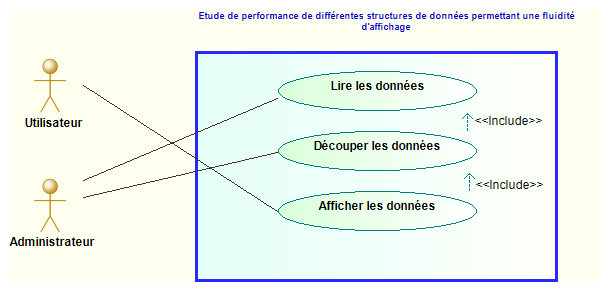 Etude de performance de différentes structures de données permettant une fluidité
d'affichage
Lire les données
<<Include>>
Utilisateur
Découper les données
<<Include>>
Afficher les données
Administrateur